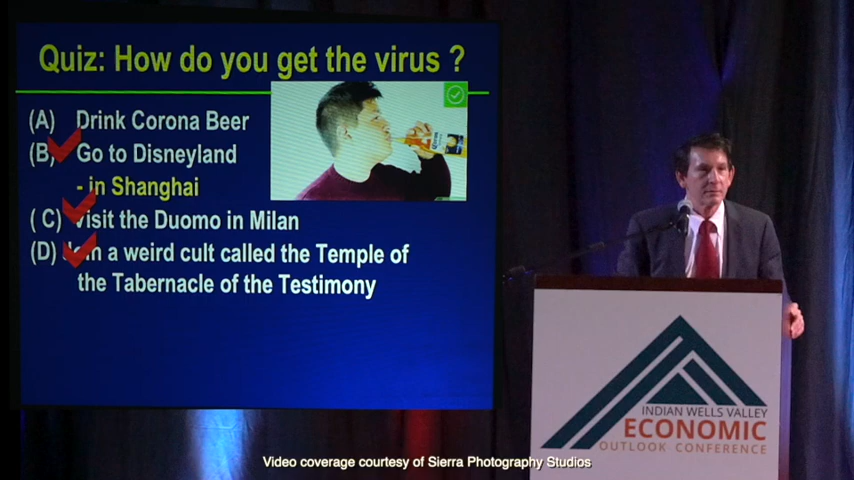 Quiz: How do you get the virus ?
(A) Drink Corona Beer
(B) Go to Disneyland
- in Shanghai
( C) Visit the Duomo in Milan
(D) Join a weird cult called the Temple of
the Tabernacle of the Testimony
INDIAN WELLS VALLEY
ECONOMIC
OUTLOOK CONFERENCE
Video coverage courtesy of Sierra Photography Studios